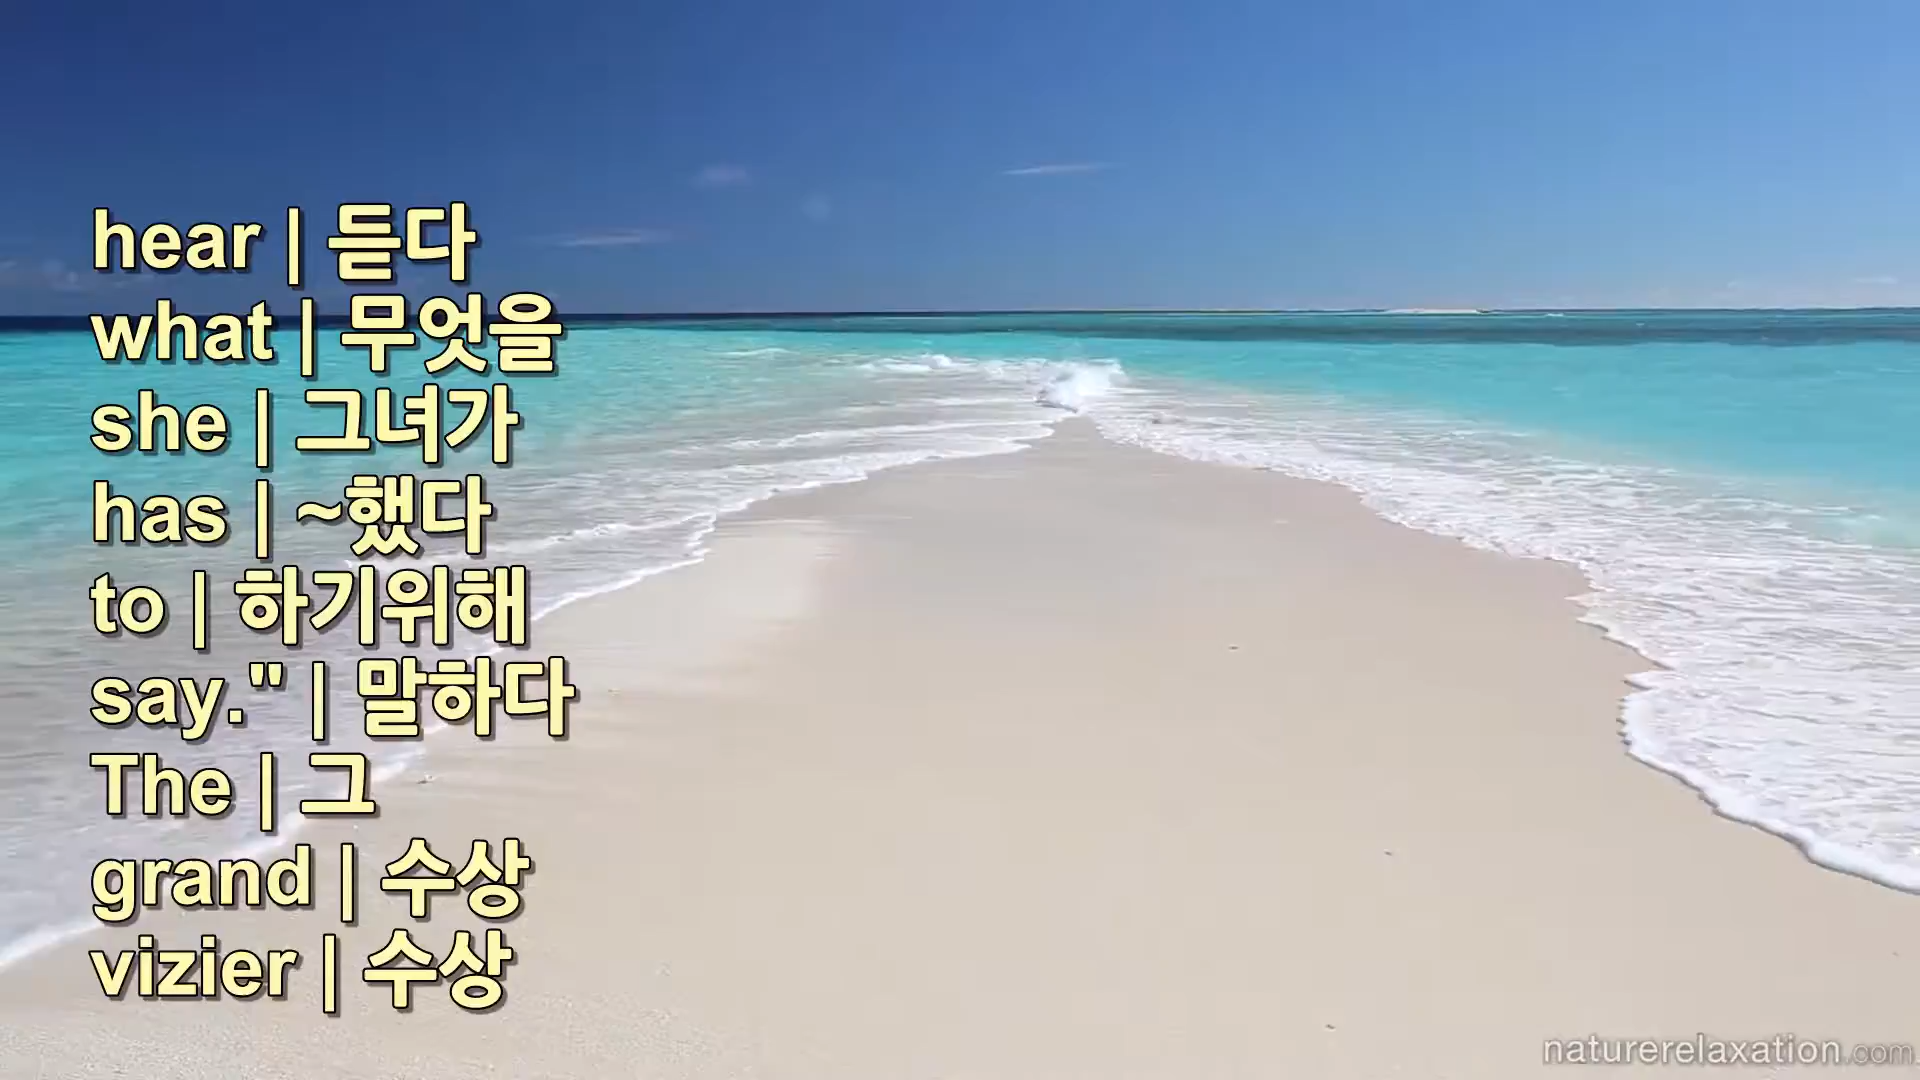 hear | 듣다
what | 무엇을
she | 그녀가
has | ~했다
to | 하기위해
say." | 말하다
The | 그
grand | 수상
vizier | 수상
naturerelaxation.com